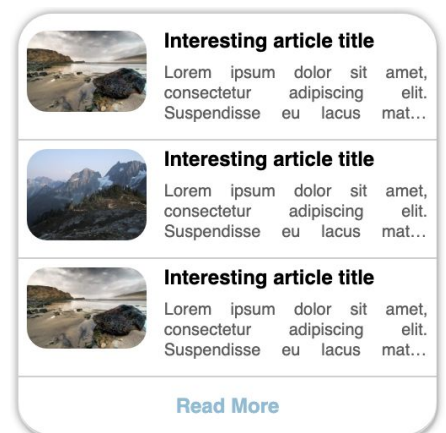 Interesting article title
Lorem ipsum dolor sit amet,
consectetur adipiscing elit.
Suspendisse eu lacus mat...
Interesting article title
Lorem ipsum dolor sit amet,
consectetur adipiscing elit.
Suspendisse eu lacus mat...
Interesting article title
Lorem ipsum dolor sit amet,
consectetur adipiscing elit.
Suspendisse eu lacus mat...
Read More